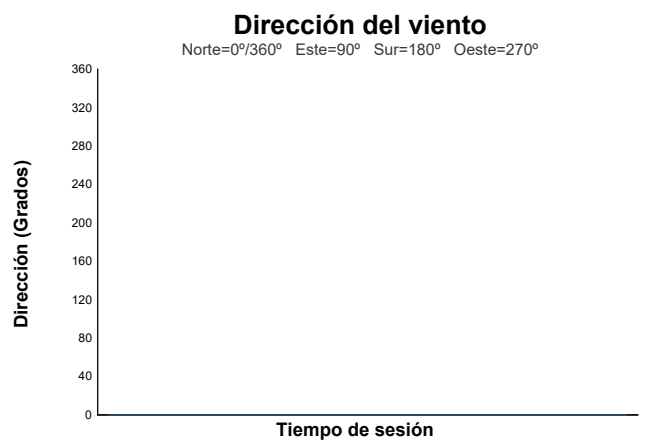 Dirección del viento
Norte=0º/360º Este=90º Sur=180º Oeste=270º
360
320
280
240
200
160
120
80
40
0
Dirección (Grados)
Tiempo de sesión